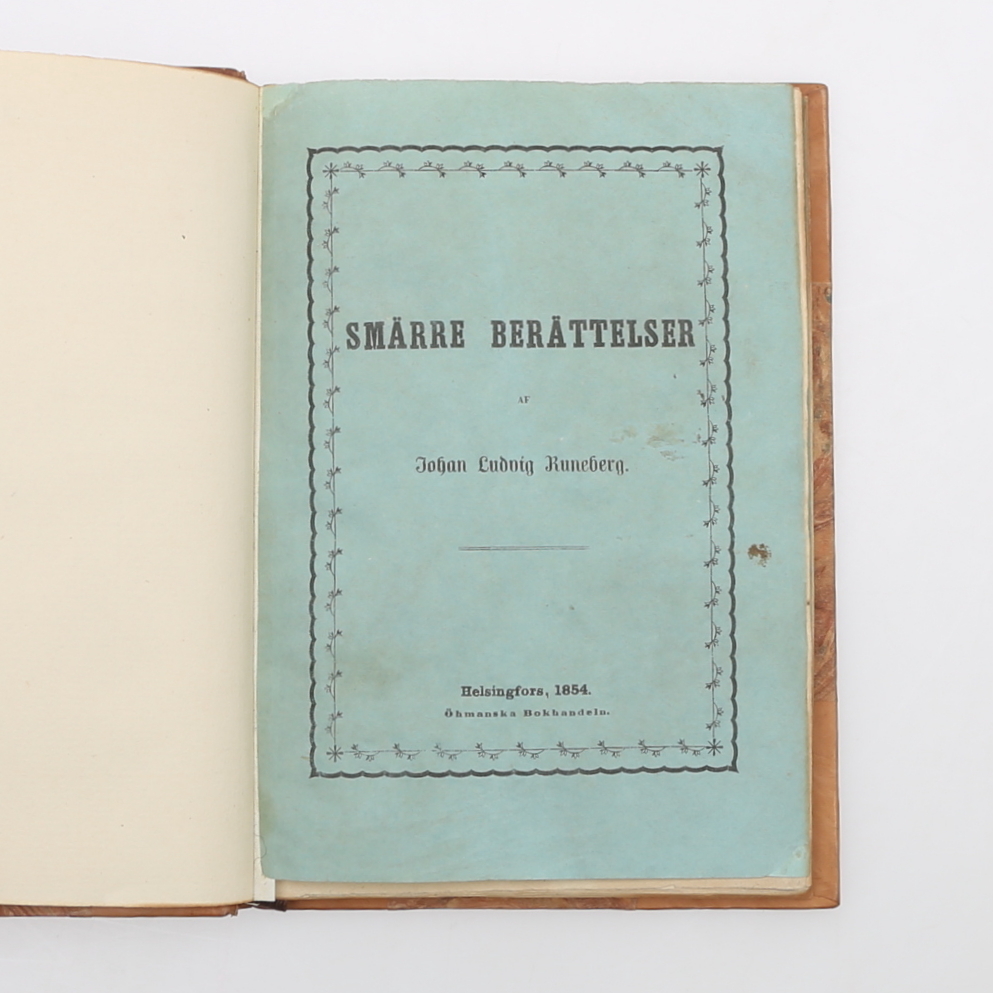 SMÄRRE BERÄTTELSER
AF
Johan Ludvig Runeberg.
Helsingfors, 1854.
Öhmanska Bokhandeln.